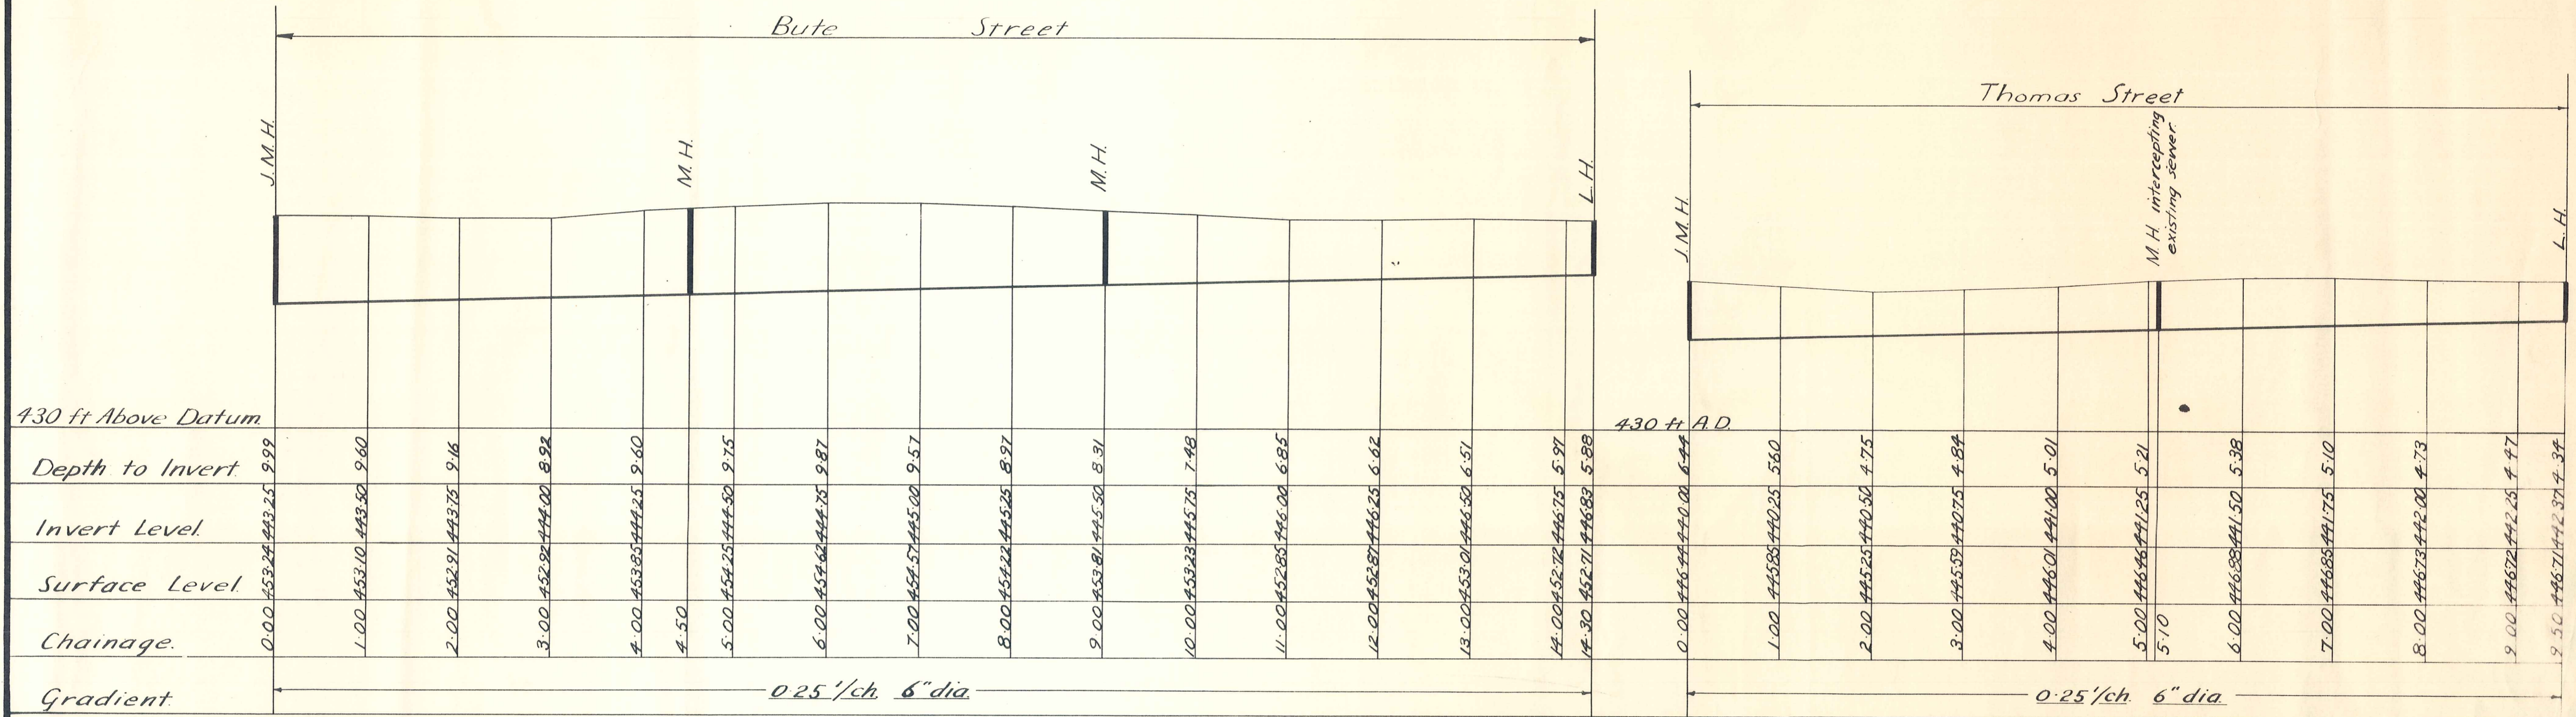 Bute Street
Thomas Street
J.M.H.
M.H.
M.H.
L.H.
J.M.H.
M.H. intercepting
existing sewer.
L.H.
430 ft Above Datum.
430 ft A.D.
Depth to Invert. 9.99 9.60 9.16 8.92 9.60 9.75 9.87 9.57 8.97 8.31 7.48 6.85 6.62 6.51 5.97 5.88 6.44 5.60 4.75 4.84 5.01 5.21 5.38 5.10 4.73 4.47 4.34
Invert Level. 443.25 443.50 443.75 444.00 444.25 444.50 444.75 445.00 445.25 445.50 445.75 446.00 446.25 446.50 446.75 446.83 440.00 440.25 440.50 440.75 441.00 441.25 441.50 441.75 442.00 442.25 442.37
Surface Level. 453.24 453.10 452.91 452.92 453.85 454.25 454.62 454.57 454.22 453.81 453.23 452.85 452.87 453.01 452.72 452.71 446.44 445.85 445.25 445.59 446.01 446.46 446.88 446.85 446.73 446.72 446.71
Chainage. 0.00 1.00 2.00 3.00 4.00 4.50 5.00 6.00 7.00 8.00 9.00 10.00 11.00 12.00 13.00 14.00 14.30 0.00 1.00 2.00 3.00 4.00 5.00 5.10 6.00 7.00 8.00 9.00 9.50
Gradient. 0.25'/ch. 6" dia. 0.25'/ch. 6" dia.